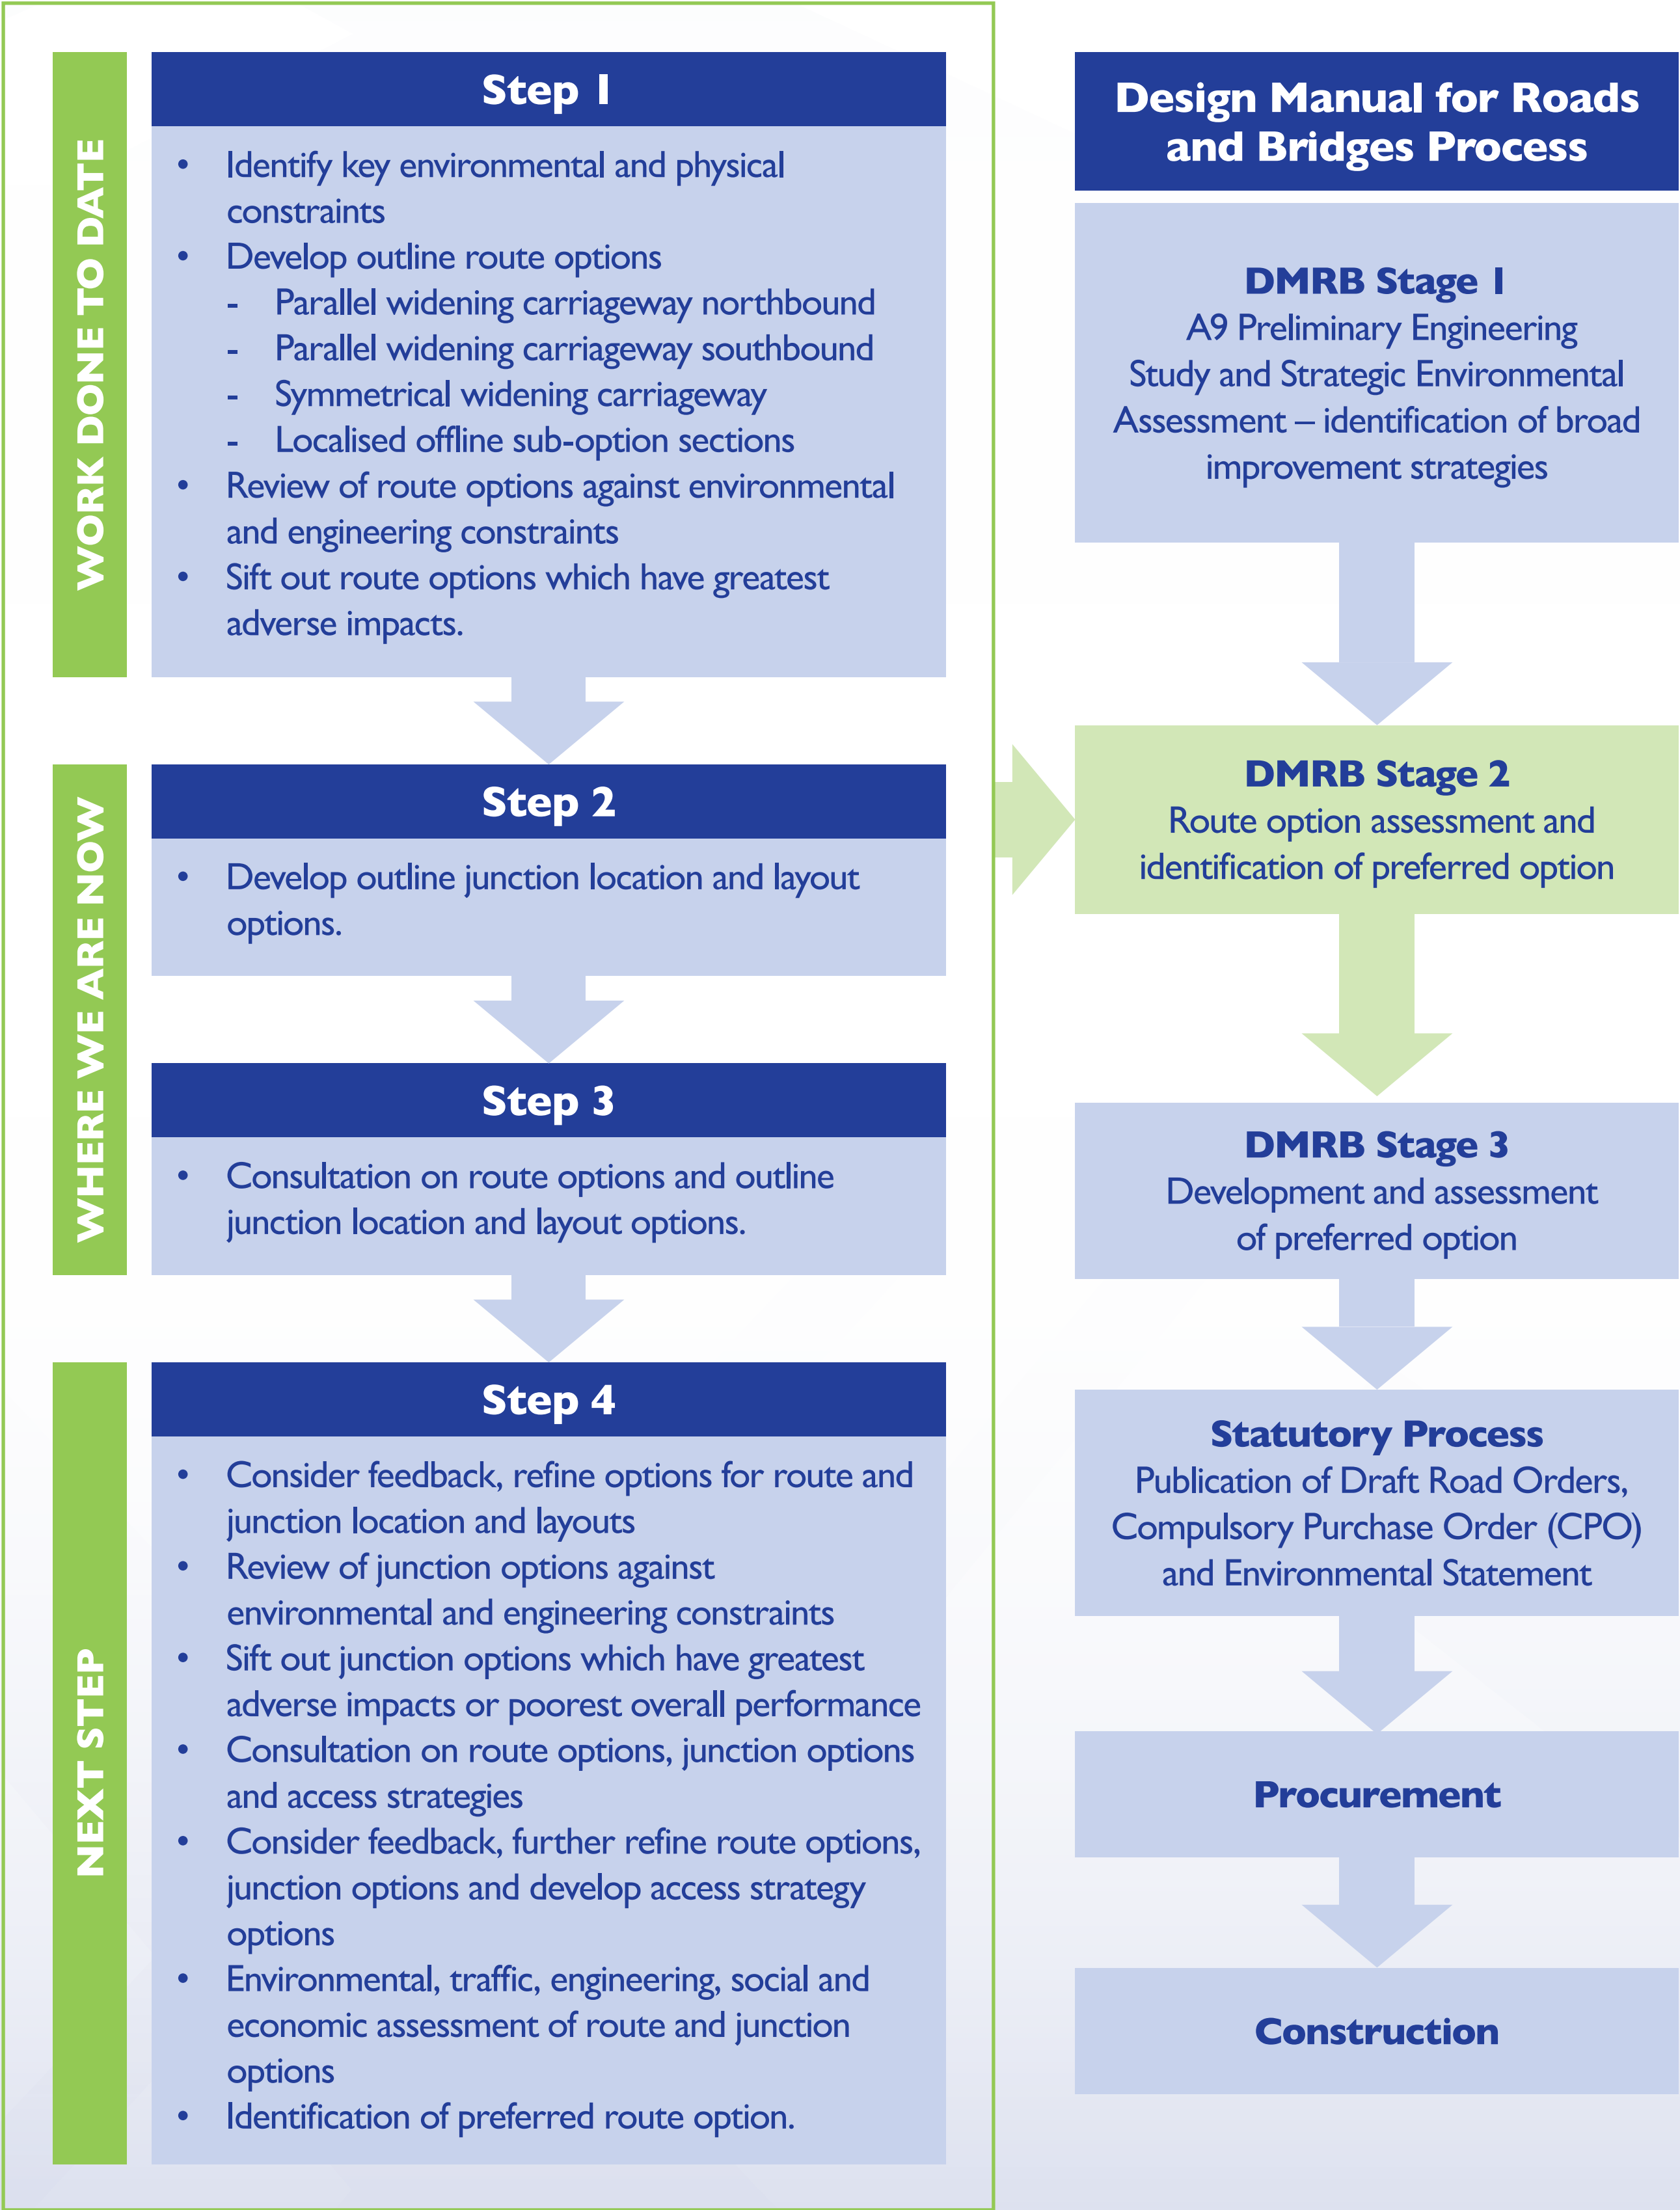 WORK DONE TO DATE
Step 1
• Identify key environmental and physical
constraints
• Develop outline route options
- Parallel widening carriageway northbound
- Parallel widening carriageway southbound
- Symmetrical widening carriageway
- Localised offline sub-option sections
• Review of route options against environmental
and engineering constraints
• Sift out route options which have greatest
adverse impacts.
WHERE WE ARE NOW
Step 2
• Develop outline junction location and layout
options.
Step 3
• Consultation on route options and outline
junction location and layout options.
NEXT STEP
Step 4
• Consider feedback, refine options for route and
junction location and layouts
• Review of junction options against
environmental and engineering constraints
• Sift out junction options which have greatest
adverse impacts or poorest overall performance
• Consultation on route options, junction options
and access strategies
• Consider feedback, further refine route options,
junction options and develop access strategy
options
• Environmental, traffic, engineering, social and
economic assessment of route and junction
options
• Identification of preferred route option.
Design Manual for Roads
and Bridges Process
DMRB Stage 1
A9 Preliminary Engineering
Study and Strategic Environmental
Assessment – identification of broad
improvement strategies
DMRB Stage 2
Route option assessment and
identification of preferred option
DMRB Stage 3
Development and assessment
of preferred option
Statutory Process
Publication of Draft Road Orders,
Compulsory Purchase Order (CPO)
and Environmental Statement
Procurement
Construction